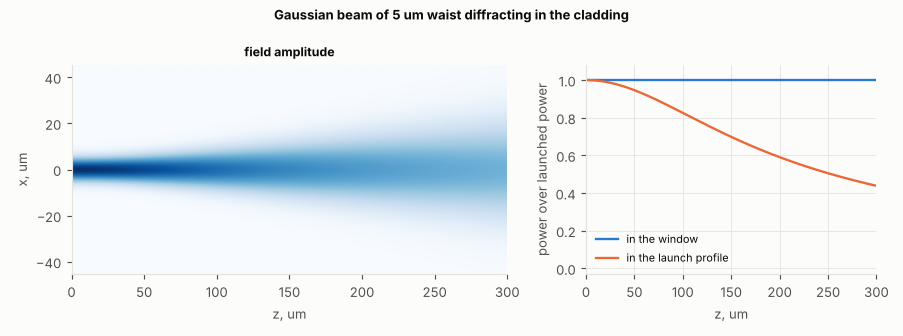 Gaussian beam of 5 um waist diffracting in the cladding
field amplitude
40
20
0
−20
−40
x, um
0 50 100 150 200 250 300
z, um
power over launched power
1.0
0.8
0.6
0.4
0.2
0.0
in the window
in the launch profile
0 50 100 150 200 250 300
z, um